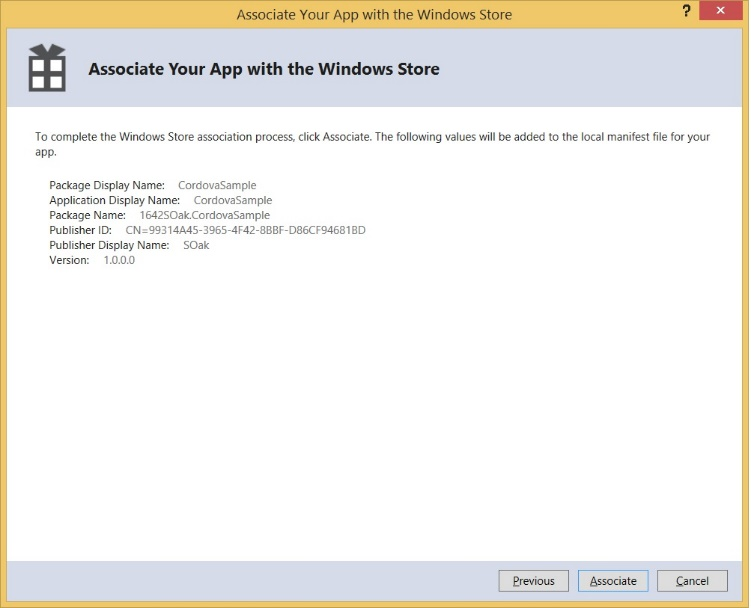 Associate Your App with the Windows Store
?
Associate Your App with the Windows Store
To complete the Windows Store association process, click Associate. The following values will be added to the local manifest file for your
app.
Package Display Name: CordovaSample
Application Display Name: CordovaSample
Package Name: 1642SOak.CordovaSample
Publisher ID: CN=99314A45-3965-4F42-8BBF-D86CF94681BD
Publisher Display Name: SOak
Version: 1.0.0.0
Previous Associate Cancel